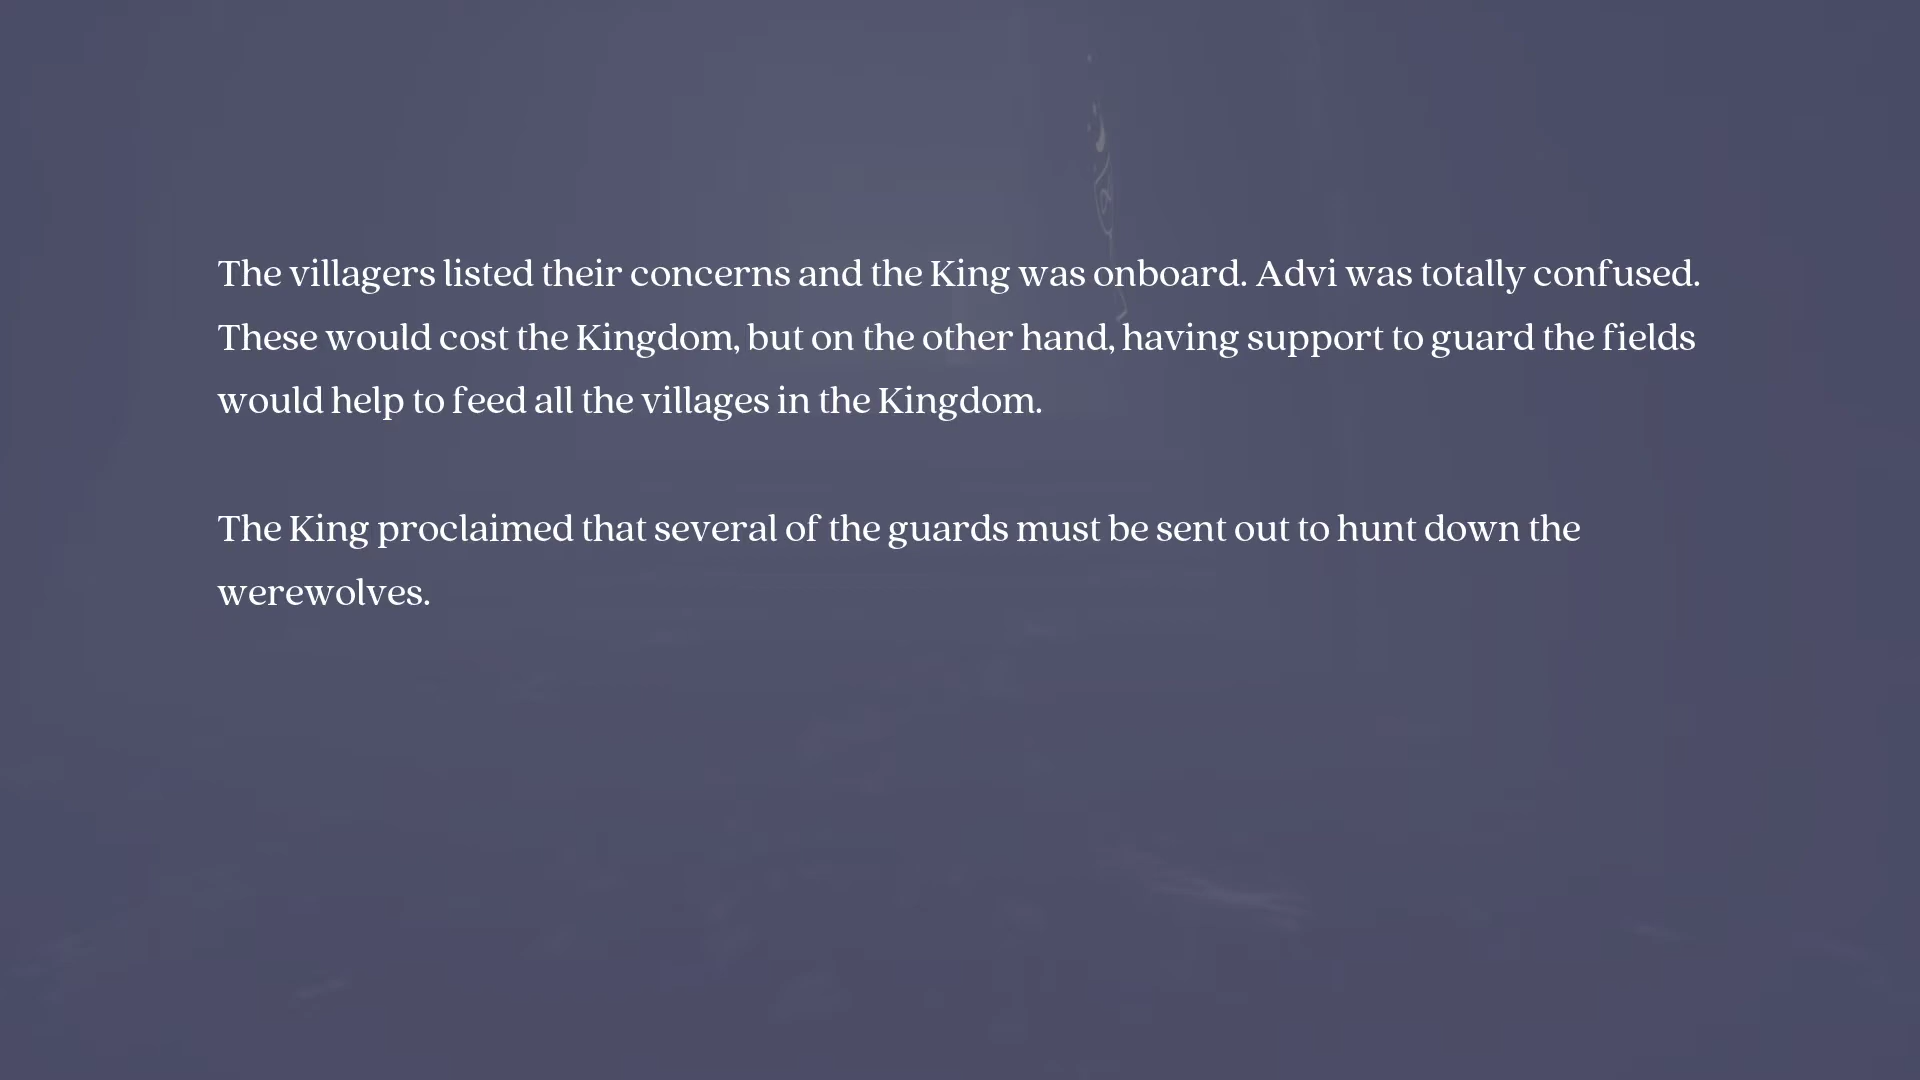 The villagers listed their concerns and the King was onboard. Advi was totally confused.
These would cost the Kingdom, but on the other hand, having support to guard the fields
would help to feed all the villages in the Kingdom.
The King proclaimed that several of the guards must be sent out to hunt down the
werewolves.